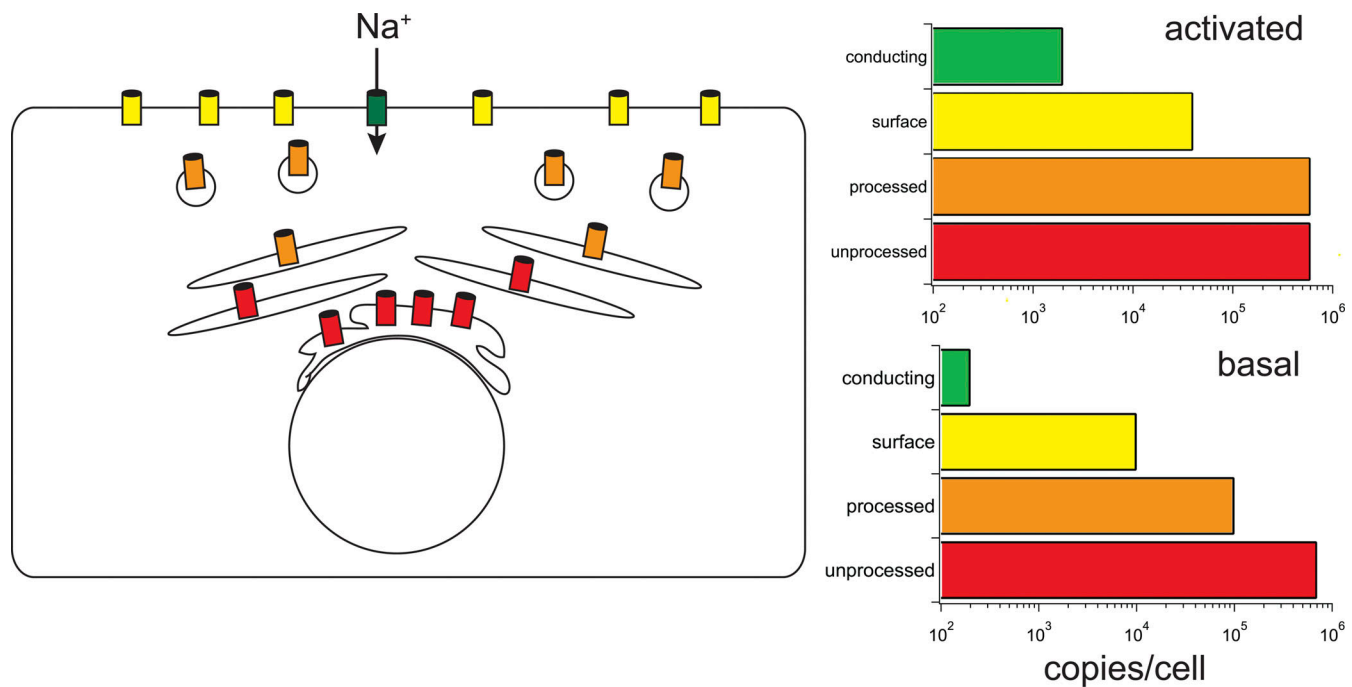 Na⁺
activated
conducting
surface
processed
unprocessed
10² 10³ 10⁴ 10⁵ 10⁶
basal
conducting
surface
processed
unprocessed
10² 10³ 10⁴ 10⁵ 10⁶
copies/cell